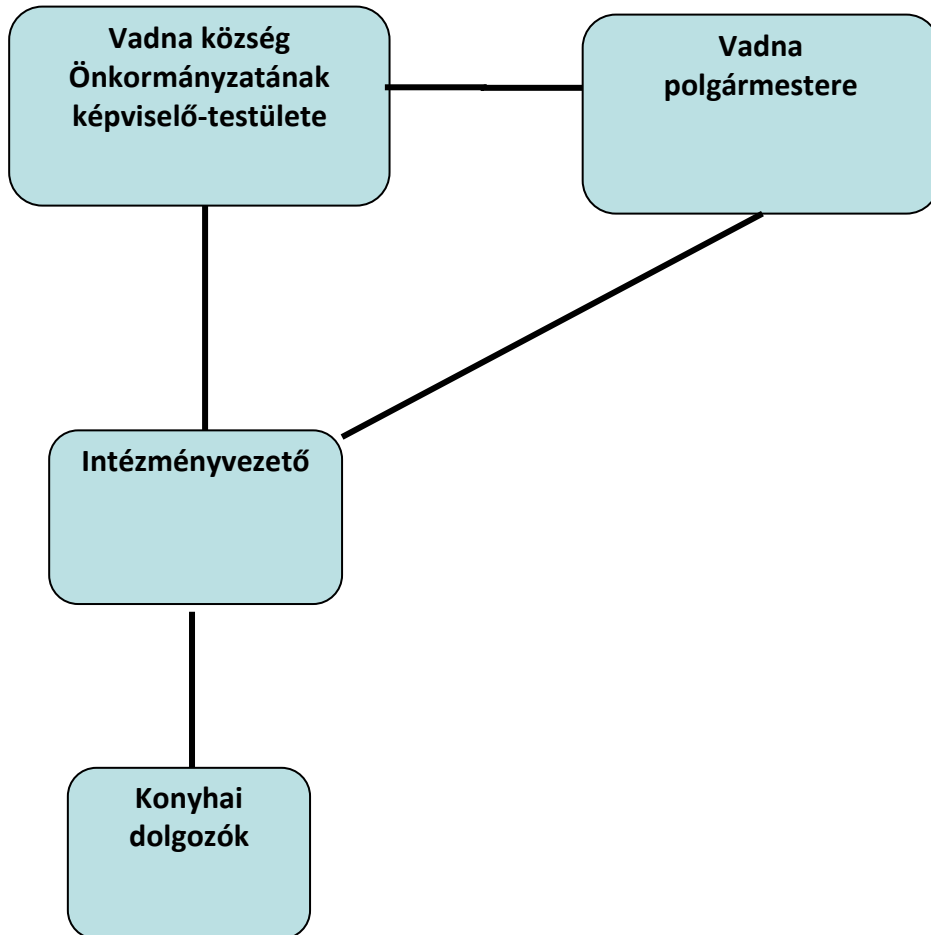 Vadna község
Önkormányzatának
képviselő-testülete
Vadna
polgármestere
Intézményvezető
Konyhai
dolgozók